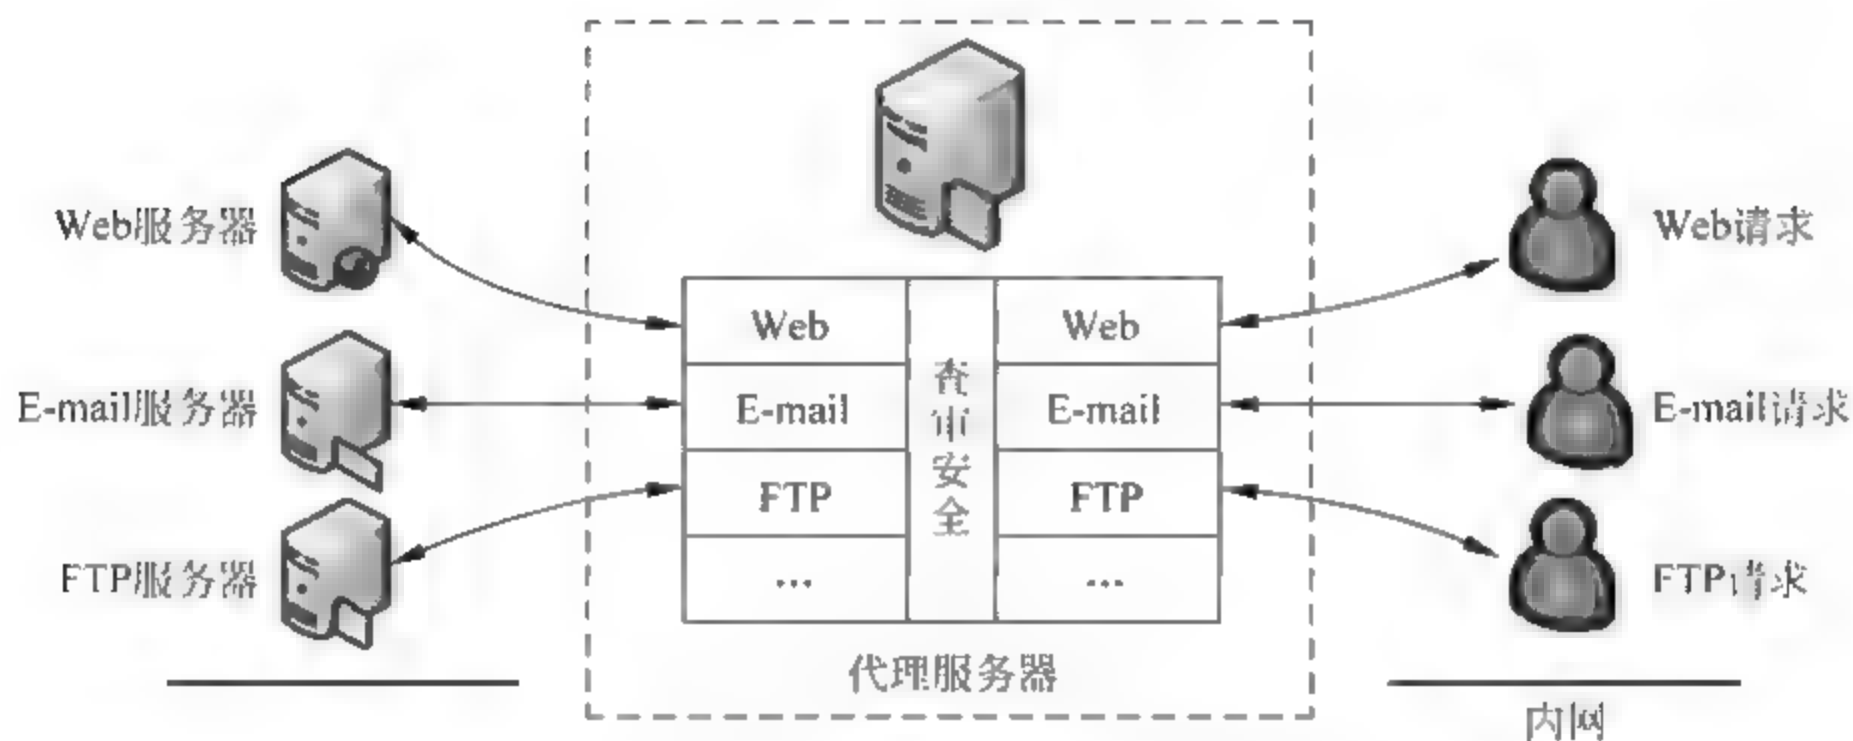 Web服务器
E-mail服务器
FTP服务器
Web
E-mail
FTP
...
查
审
安
全
Web
E-mail
FTP
...
代理服务器
Web请求
E-mail请求
FTP请求
内网